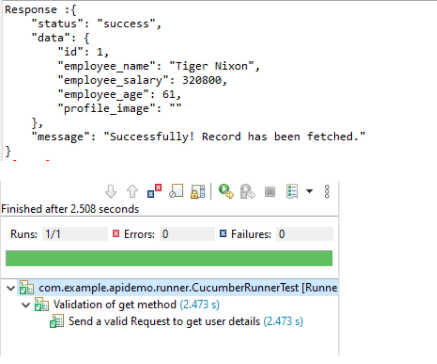 Response :{
    "status": "success",
    "data": {
        "id": 1,
        "employee_name": "Tiger Nixon",
        "employee_salary": 320800,
        "employee_age": 61,
        "profile_image": ""
    },
    "message": "Successfully! Record has been fetched."
}
Finished after 2.508 seconds
Runs: 1/1 Errors: 0 Failures: 0
com.example.apidemo.runner.CucumberRunnerTest [Runne
Validation of get method (2.473 s)
Send a valid Request to get user details (2.473 s)